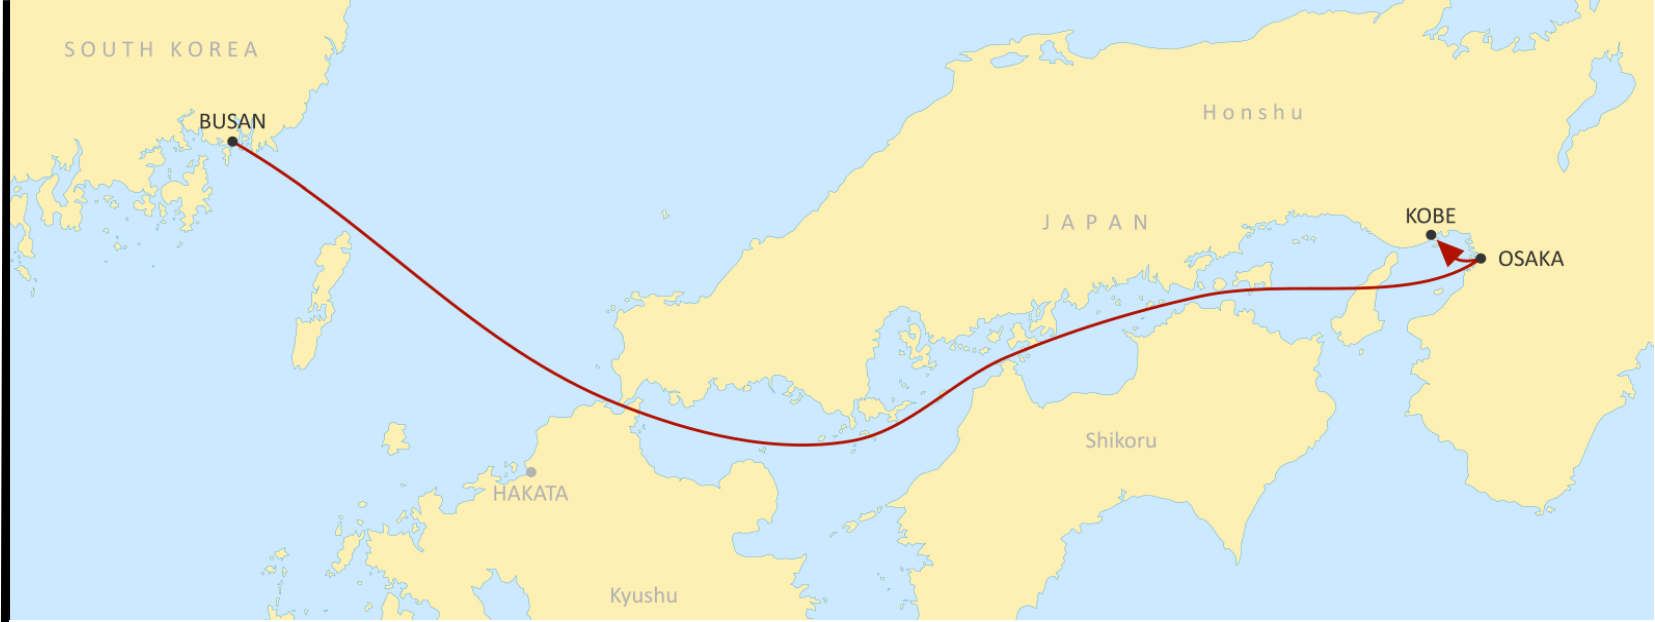 SOUTH KOREA
BUSAN
Honshu
JAPAN
KOBE
OSAKA
Shikoru
HAKATA
Kyushu